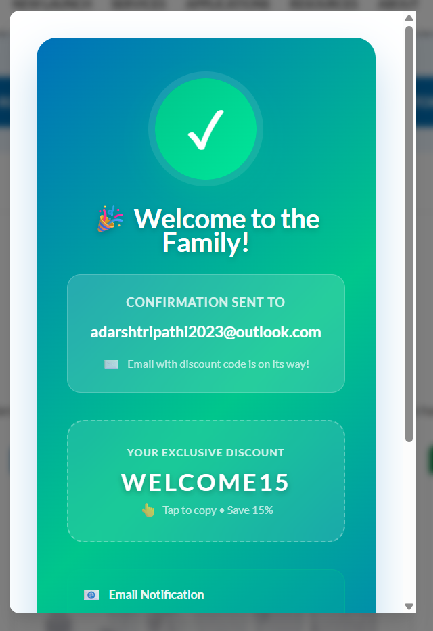 ✓
🎉 Welcome to the
Family!
CONFIRMATION SENT TO
adarshtripathi2023@outlook.com
📧 Email with discount code is on its way!
YOUR EXCLUSIVE DISCOUNT
WELCOME15
👆 Tap to copy • Save 15%
📧 Email Notification